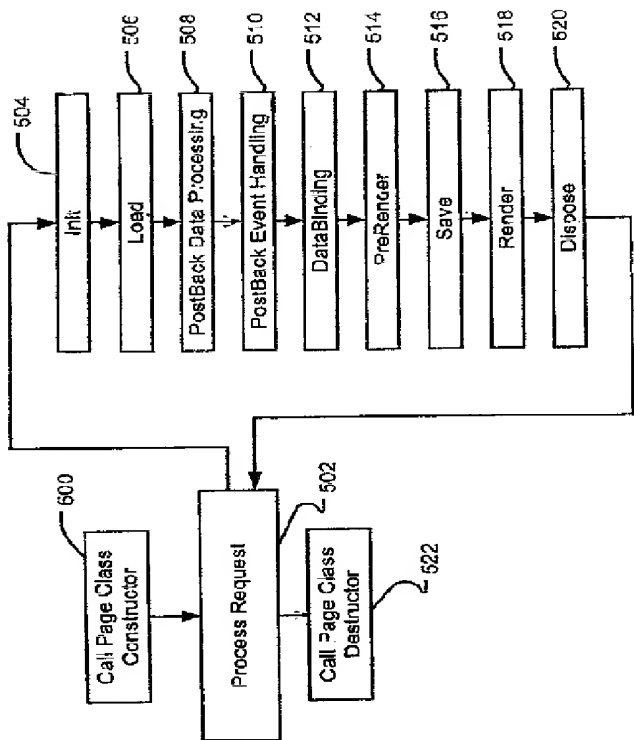 600
Call Page Class
Constructor
Process Request
502
Call Page Class
Destructor
522
504
Init
506
Load
508
PostBack Data Processing
510
PostBack Event Handling
512
DataBinding
514
PreRender
516
Save
518
Render
520
Dispose